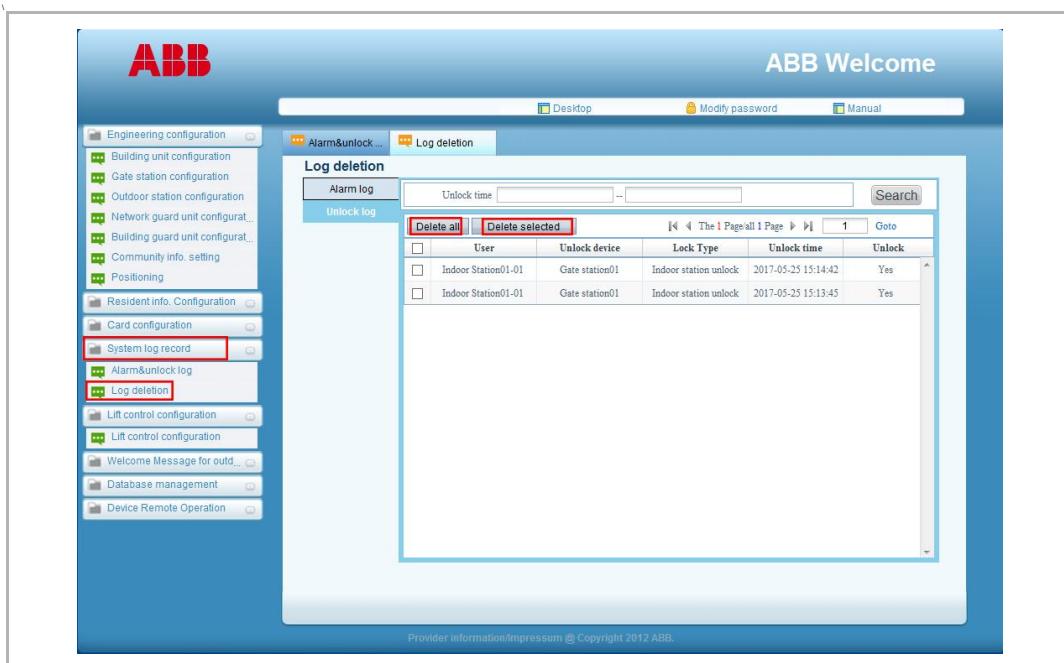 ABB
ABB Welcome
Desktop
Modify password
Manual
Engineering configuration
Building unit configuration
Gate station configuration
Outdoor station configuration
Network guard unit configurat...
Building guard unit configurat...
Community info. setting
Positioning
Resident info. Configuration
Card configuration
System log record
Alarm&unlock log
Log deletion
Lift control configuration
Lift control configuration
Welcome Message for outd...
Database management
Device Remote Operation
Alarm&unlock ...
Log deletion
Log deletion
Alarm log
Unlock log
Unlock time -- Search
Delete all Delete selected The 1 Page/all 1 Page 1 Goto
User Unlock device Lock Type Unlock time Unlock
Indoor Station01-01 Gate station01 Indoor station unlock 2017-05-25 15:14:42 Yes
Indoor Station01-01 Gate station01 Indoor station unlock 2017-05-25 15:13:45 Yes
Provider information/Impressum @ Copyright 2012 ABB.